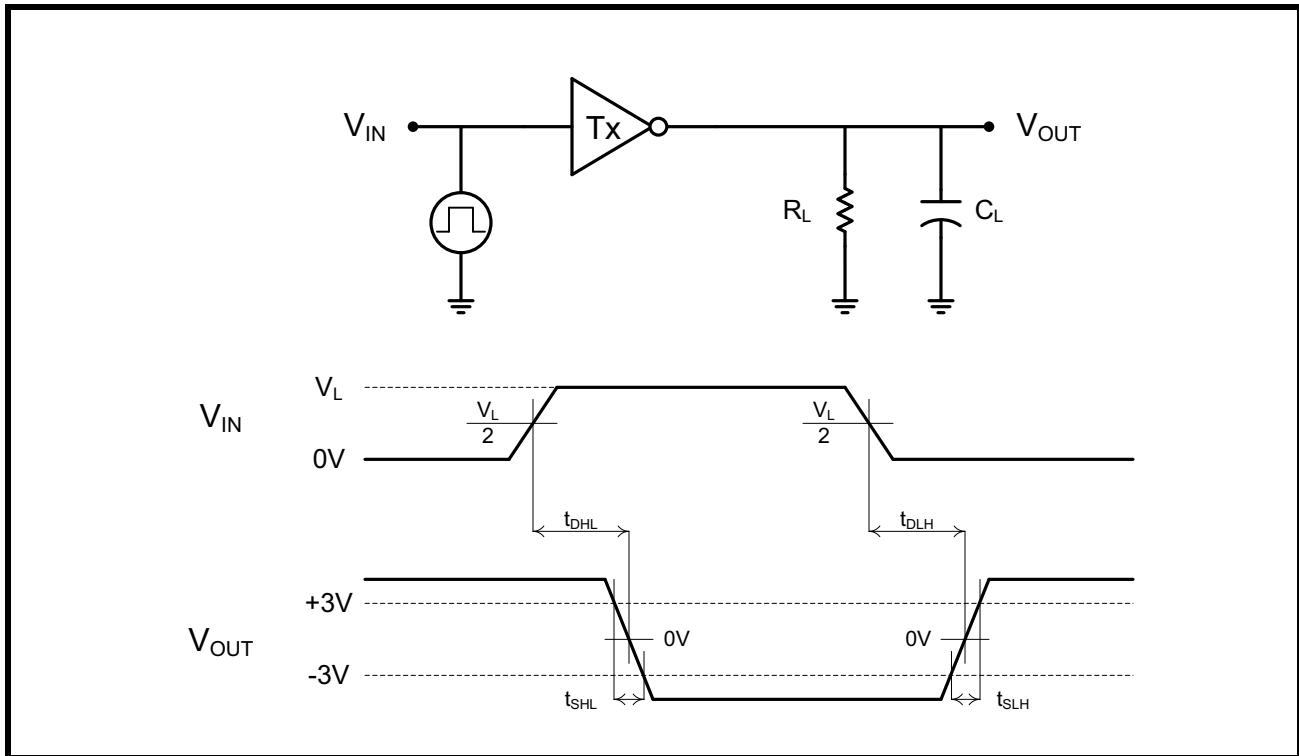 V_IN Tx V_OUT
R_L C_L
V_L
V_IN V_L/2 V_L/2
0V
t_DHL t_DLH
+3V
V_OUT 0V 0V
-3V
t_SHL t_SLH